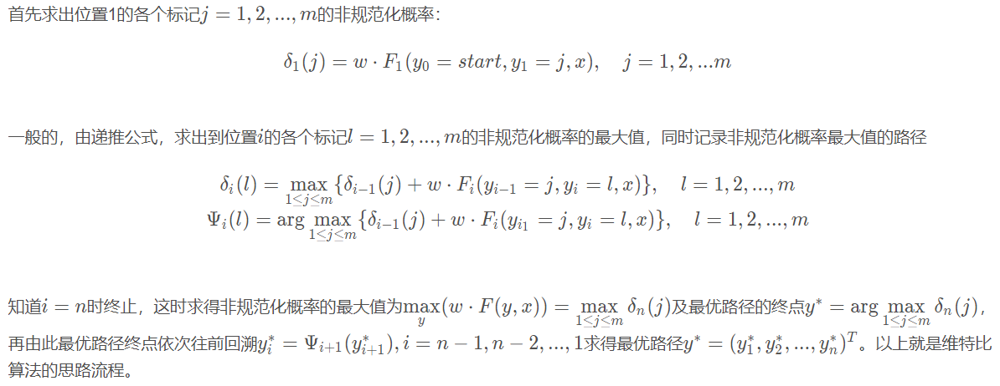 首先求出位置1的各个标记$j = 1, 2, ..., m$的非规范化概率：
$\delta_1(j) = w \cdot F_1(y_0 = start, y_1 = j, x), \quad j = 1, 2, ...m$
一般的，由递推公式，求出到位置$i$的各个标记$l = 1, 2, ..., m$的非规范化概率的最大值，同时记录非规范化概率最大值的路径
$\delta_i(l) = \max_{1 \leq j \leq m} \{\delta_{i-1}(j) + w \cdot F_i(y_{i-1} = j, y_i = l, x)\}, \quad l = 1, 2, ..., m$
$\Psi_i(l) = \arg\max_{1 \leq j \leq m} \{\delta_{i-1}(j) + w \cdot F_i(y_{i_1} = j, y_i = l, x)\}, \quad l = 1, 2, ..., m$
知道$i = n$时终止，这时求得非规范化概率的最大值为$\max_y (w \cdot F(y, x)) = \max_{1 \leq j \leq m} \delta_n(j)$及最优路径的终点$y^* = \arg\max_{1 \leq j \leq m} \delta_n(j)$，
再由此最优路径终点依次往前回溯$y_i^* = \Psi_{i+1}(y_{i+1}^*), i = n-1, n-2, ..., 1$求得最优路径$y^* = (y_1^*, y_2^*, ..., y_n^*)^T$。以上就是维特比
算法的思路流程。